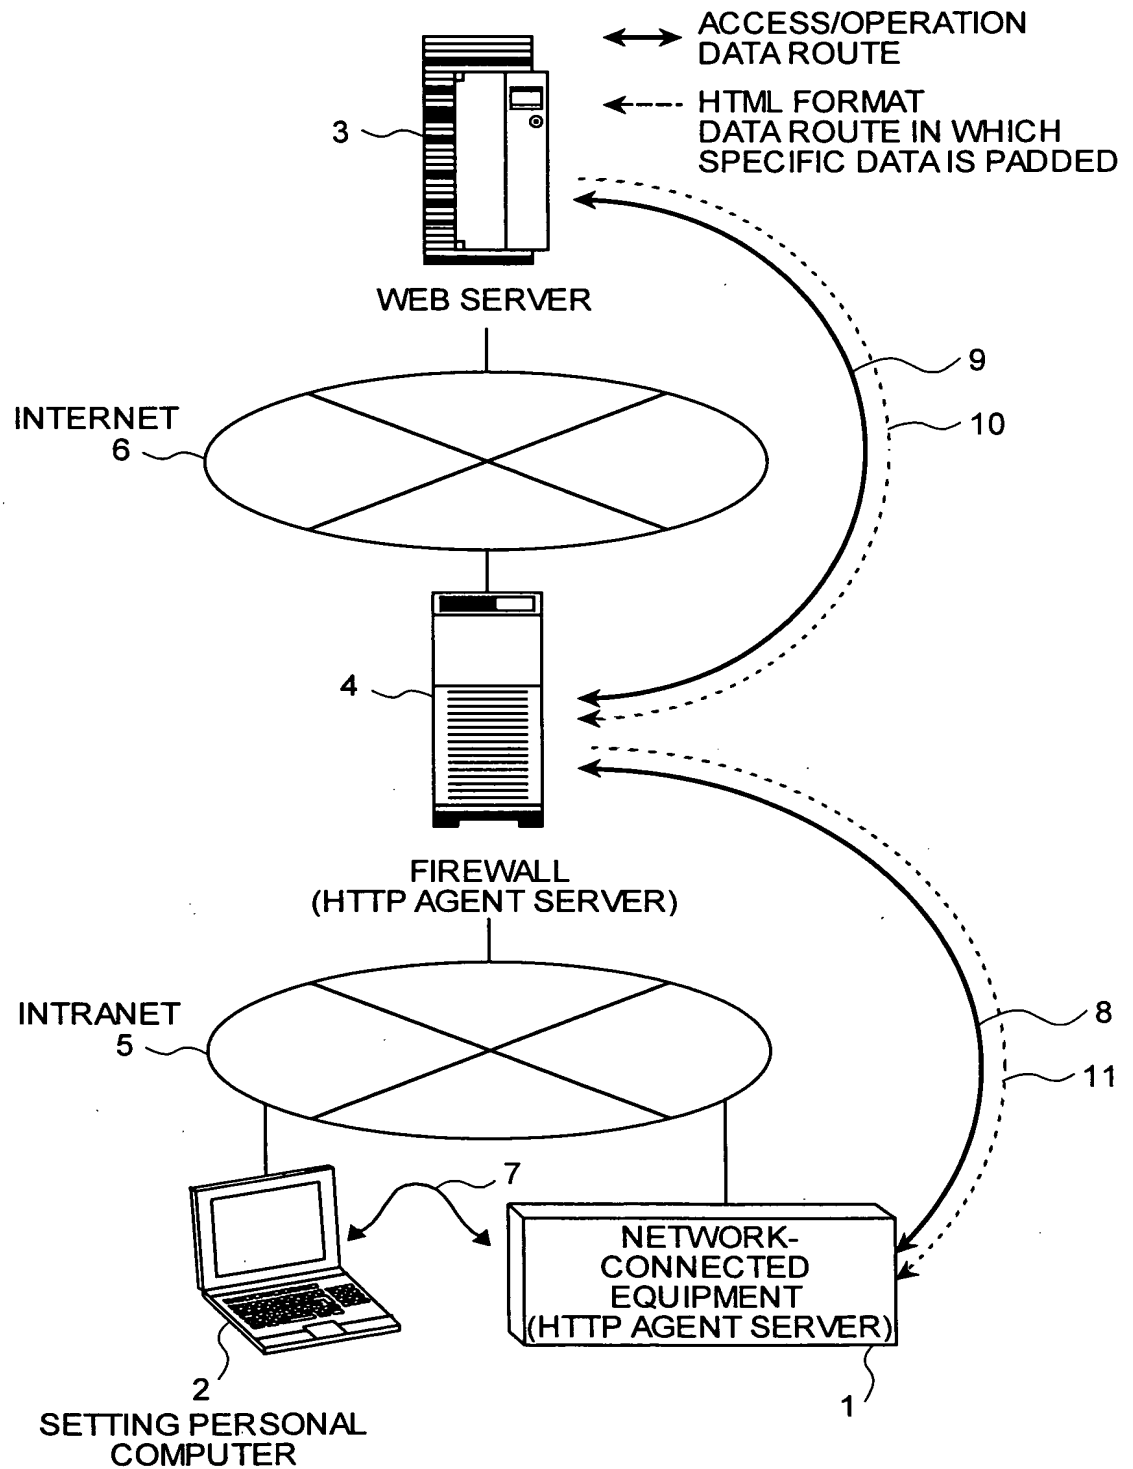 ACCESS/OPERATION
DATA ROUTE
HTML FORMAT
DATA ROUTE IN WHICH
SPECIFIC DATA IS PADDED
3
WEB SERVER
9
10
INTERNET
6
4
FIREWALL
(HTTP AGENT SERVER)
INTRANET
5
8
11
7
NETWORK-
CONNECTED
EQUIPMENT
(HTTP AGENT SERVER)
2
1
SETTING PERSONAL
COMPUTER